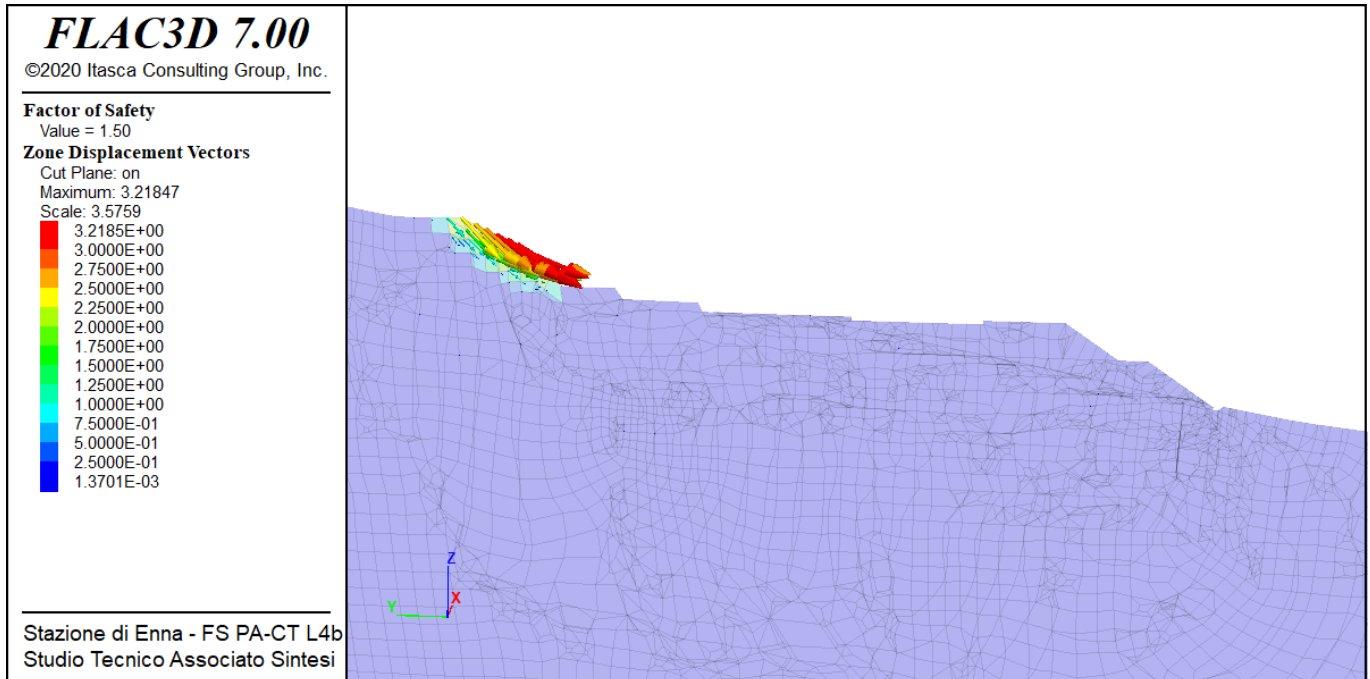 FLAC3D 7.00
©2020 Itasca Consulting Group, Inc.
Factor of Safety
Value = 1.50
Zone Displacement Vectors
Cut Plane: on
Maximum: 3.21847
Scale: 3.5759
3.2185E+00
3.0000E+00
2.7500E+00
2.5000E+00
2.2500E+00
2.0000E+00
1.7500E+00
1.5000E+00
1.2500E+00
1.0000E+00
7.5000E-01
5.0000E-01
2.5000E-01
1.3701E-03
Stazione di Enna - FS PA-CT L4b
Studio Tecnico Associato Sintesi
Z
Y
X